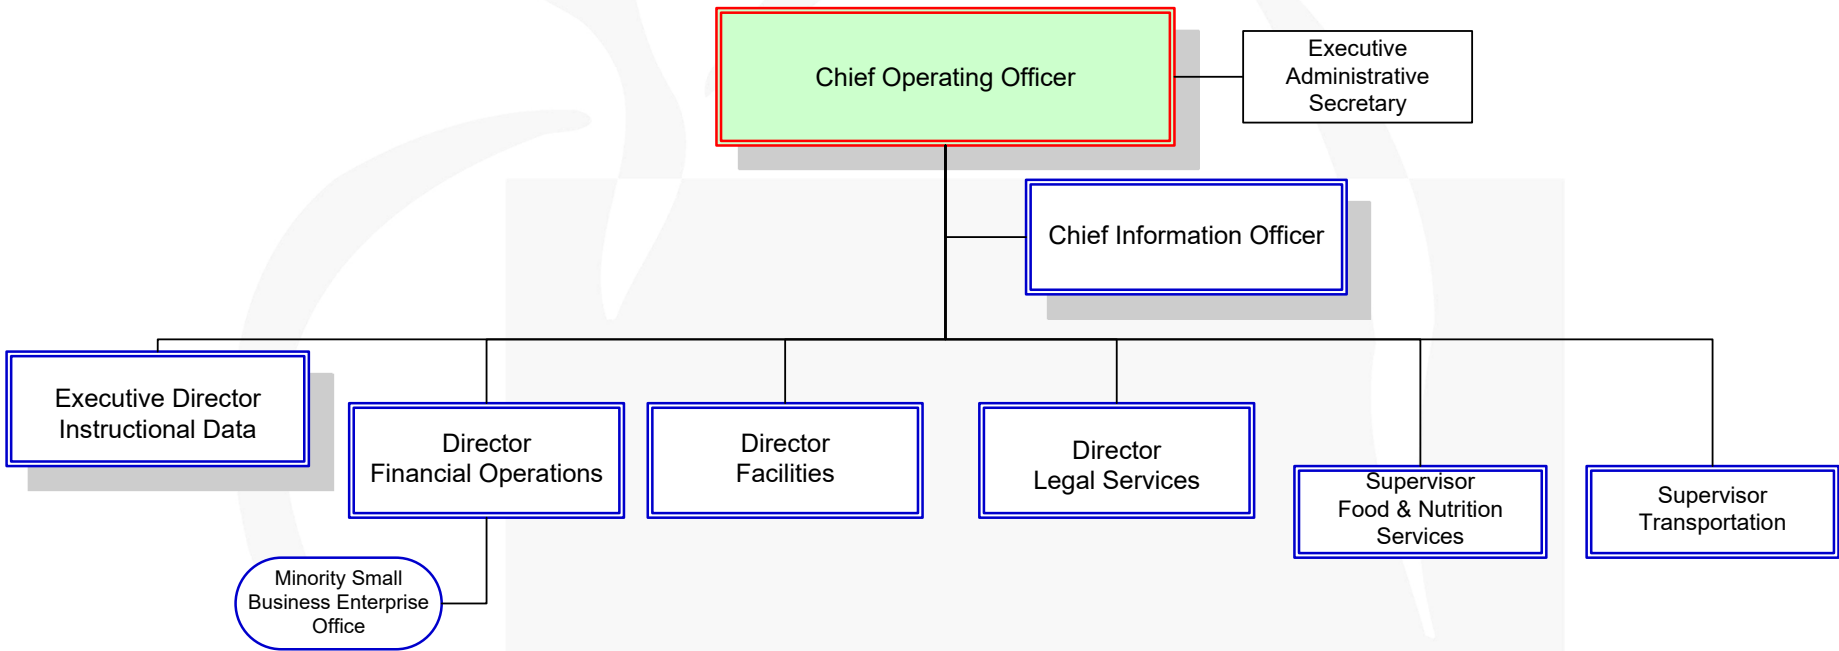 Chief Operating Officer
Executive
Administrative
Secretary
Chief Information Officer
Executive Director
Instructional Data
Director
Financial Operations
Director
Facilities
Director
Legal Services
Supervisor
Food & Nutrition
Services
Supervisor
Transportation
Minority Small
Business Enterprise
Office